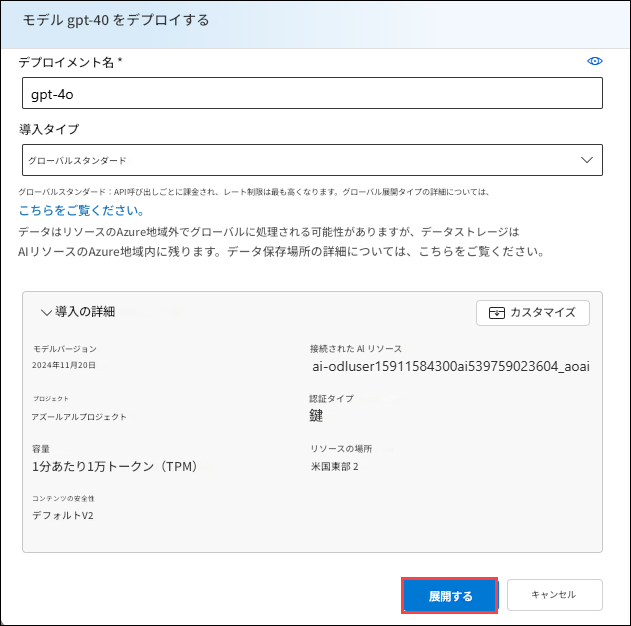 モデル gpt-40 をデプロイする
デプロイメント名 *
gpt-4o
導入タイプ
グローバルスタンダード
グローバルスタンダード：API呼び出しごとに課金され、レート制限は最も高くなります。グローバル展開タイプの詳細については、
こちらをご覧ください。
データはリソースのAzure地域外でグローバルに処理される可能性がありますが、データストレージは
AIリソースのAzure地域内に残ります。データ保存場所の詳細については、こちらをご覧ください。
導入の詳細
カスタマイズ
モデルバージョン
2024年11月20日
接続された AI リソース
ai-odluser15911584300ai539759023604_aoai
プロジェクト
アズールアルプロジェクト
認証タイプ
鍵
容量
1分あたり1万トークン（TPM）
リソースの場所
米国東部 2
コンテンツの安全性
デフォルトV2
展開する
キャンセル